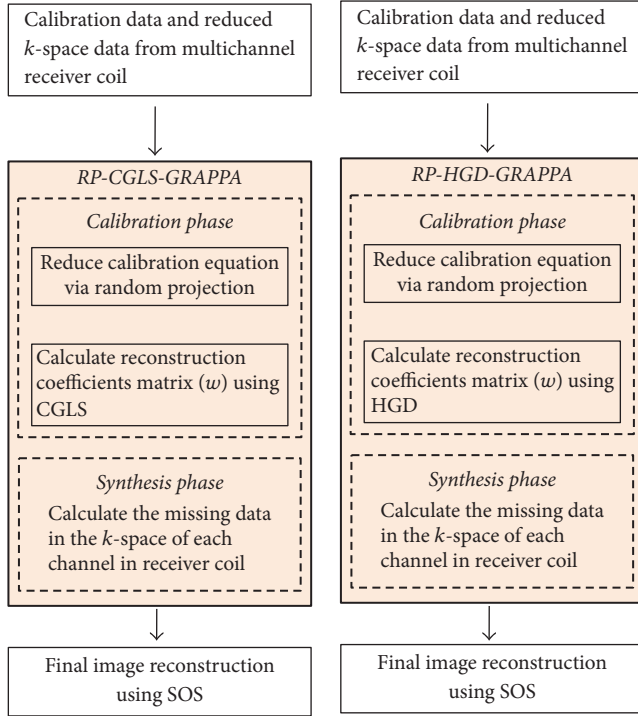 Calibration data and reduced
k-space data from multichannel
receiver coil
RP-CGLS-GRAPPA
Calibration phase
Reduce calibration equation
via random projection
Calculate reconstruction
coefficients matrix (w) using
CGLS
Synthesis phase
Calculate the missing data
in the k-space of each
channel in receiver coil
Final image reconstruction
using SOS
Calibration data and reduced
k-space data from multichannel
receiver coil
RP-HGD-GRAPPA
Calibration phase
Reduce calibration equation
via random projection
Calculate reconstruction
coefficients matrix (w) using
HGD
Synthesis phase
Calculate the missing data
in the k-space of each
channel in receiver coil
Final image reconstruction
using SOS